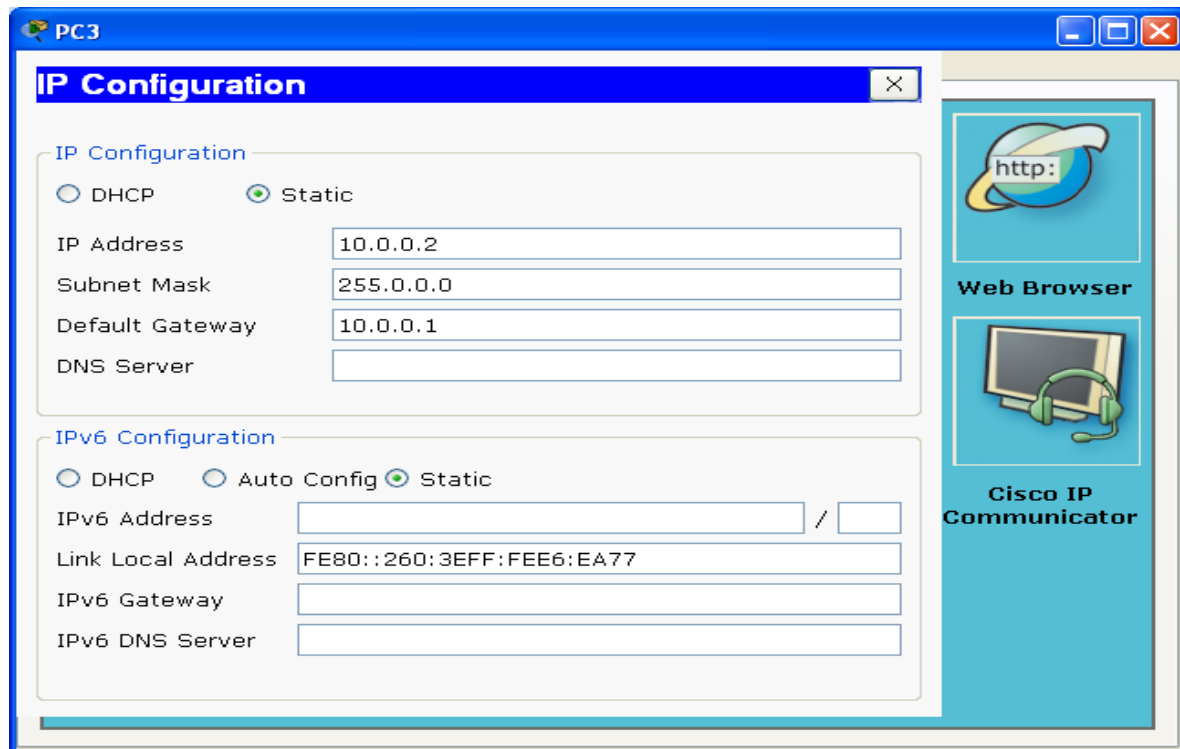 PC3
IP Configuration
X
IP Configuration
DHCP Static
IP Address 10.0.0.2
Subnet Mask 255.0.0.0
Default Gateway 10.0.0.1
DNS Server
IPv6 Configuration
DHCP Auto Config Static
IPv6 Address /
Link Local Address FE80::260:3EFF:FEE6:EA77
IPv6 Gateway
IPv6 DNS Server
http:
Web Browser
Cisco IP
Communicator